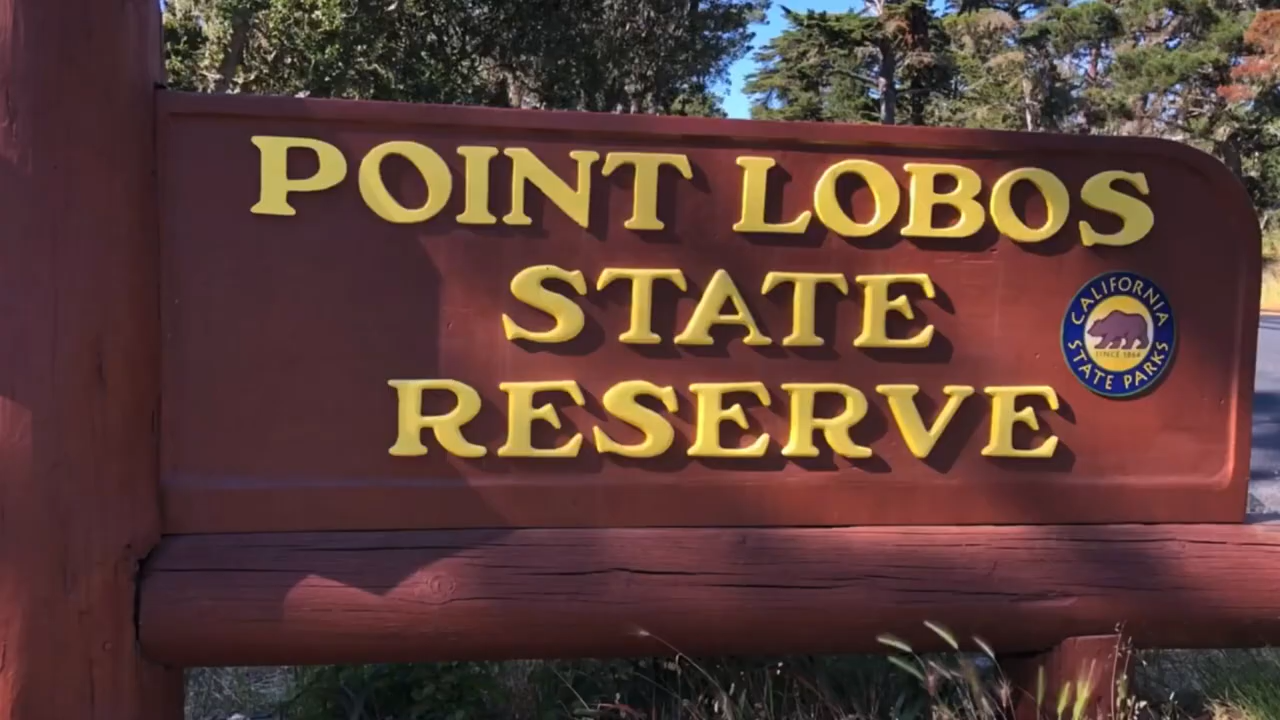 POINT LOBOS
STATE
RESERVE
CALIFORNIA
SINCE 1864
STATE PARKS